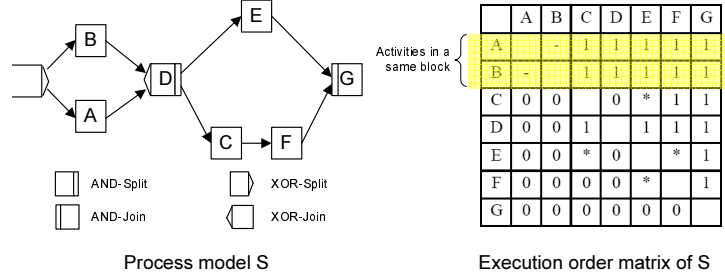 B
A
D
E
C
F
G
AND-Split
XOR-Split
AND-Join
XOR-Join
Process model S
Activities in a
same block
A B C D E F G
A - 1 1 1 1 1
B - 1 1 1 1 1
C 0 0 0 * 1 1
D 0 0 1 1 1 1
E 0 0 * 0 * 1
F 0 0 0 0 * 1
G 0 0 0 0 0 0
Execution order matrix of S